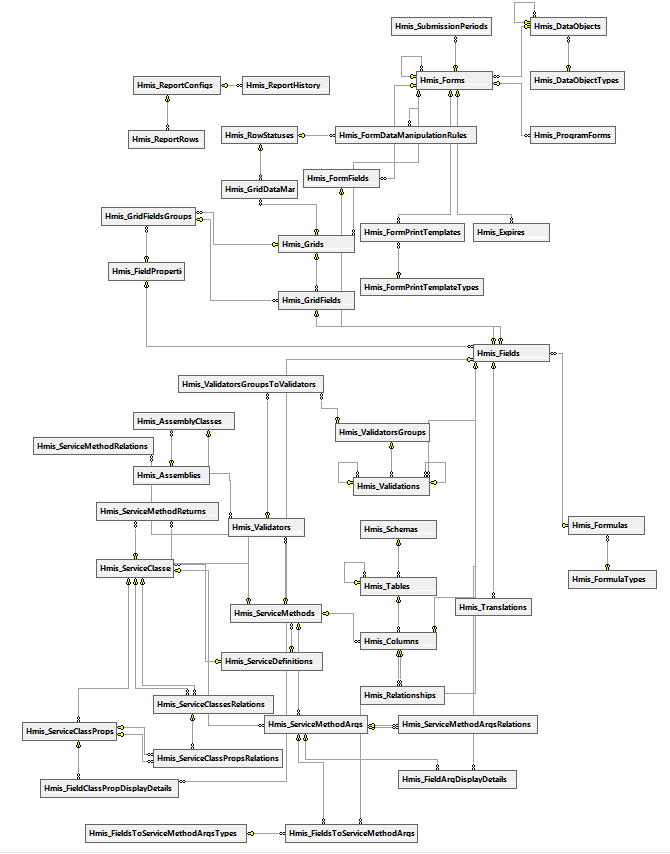 Hmis_SubmissionPeriods
Hmis_DataObjects
Hmis_Forms
Hmis_DataObjectTypes
Hmis_ReportConfigs
Hmis_ReportHistory
Hmis_ReportRows
Hmis_RowStatuses
Hmis_FormDataManipulationRules
Hmis_ProgramForms
Hmis_FormFields
Hmis_GridDataMar
Hmis_GridFieldsGroups
Hmis_Grids
Hmis_FormPrintTemplates
Hmis_Expires
Hmis_FieldProperti
Hmis_FormPrintTemplateTypes
Hmis_GridFields
Hmis_Fields
Hmis_ValidatorsGroupsToValidators
Hmis_AssemblyClasses
Hmis_ValidatorsGroups
Hmis_ServiceMethodRelations
Hmis_Assemblies
Hmis_Validations
Hmis_ServiceMethodReturns
Hmis_Validators
Hmis_Schemas
Hmis_Formulas
Hmis_ServiceClasse
Hmis_FormulaTypes
Hmis_Tables
Hmis_Translations
Hmis_ServiceMethods
Hmis_Columns
Hmis_ServiceDefinitions
Hmis_Relationships
Hmis_ServiceClassesRelations
Hmis_ServiceClassProps
Hmis_ServiceMethodArgs
Hmis_ServiceMethodArgsRelations
Hmis_ServiceClassPropsRelations
Hmis_FieldClassPropDisplayDetails
Hmis_FieldArgDisplayDetails
Hmis_FieldsToServiceMethodArgsTypes
Hmis_FieldsToServiceMethodArgs